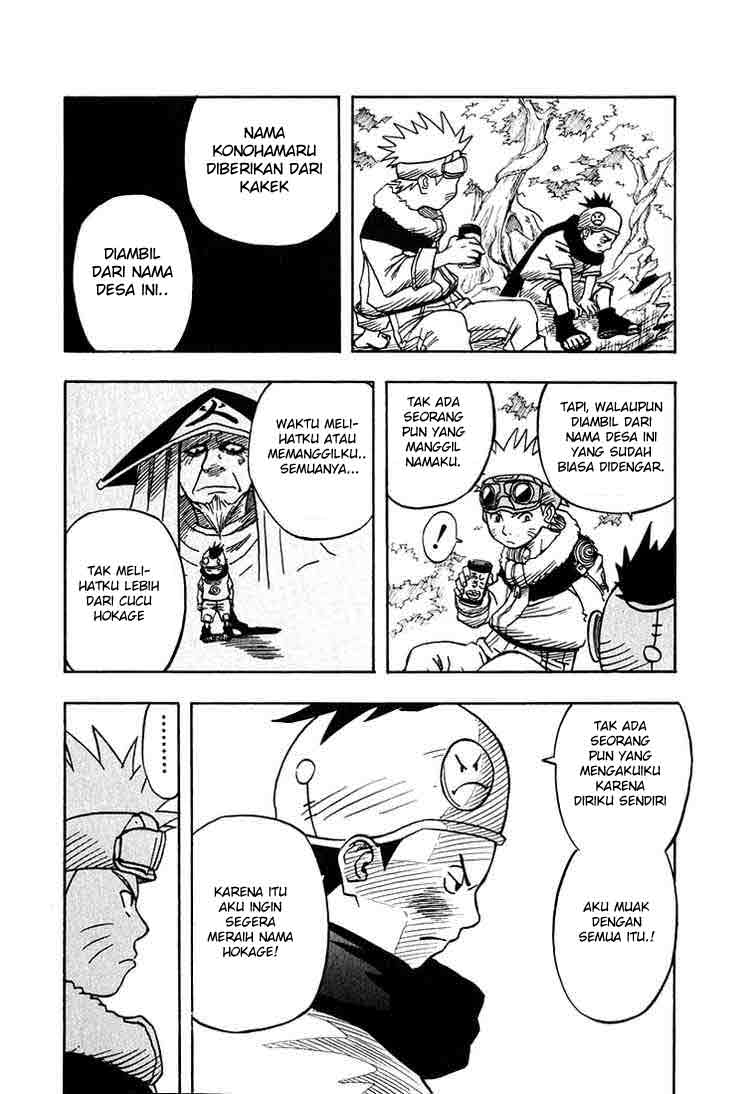 NAMA
KONOHAMARU
DIBERIKAN DARI
KAKEK
DIAMBIL
DARI NAMA
DESA INI..
TAPI, WALAUPUN
DIAMBIL DARI
NAMA DESA INI
YANG SUDAH
BIASA DIDENGAR.
TAK ADA
SEORANG
PUN YANG
MANGGIL
NAMAKU.
!
WAKTU MELI-
HATKU ATAU
MEMANGGILKU..
SEMUANYA...
火
TAK MELI-
HATKU LEBIH
DARI CUCU
HOKAGE
TAK ADA
SEORANG
PUN YANG
MENGAKUIKU
KARENA
DIRIKU SENDIRI
AKU MUAK
DENGAN
SEMUA ITU.!
KARENA ITU
AKU INGIN
SEGERA
MERAIH NAMA
HOKAGE!
.........